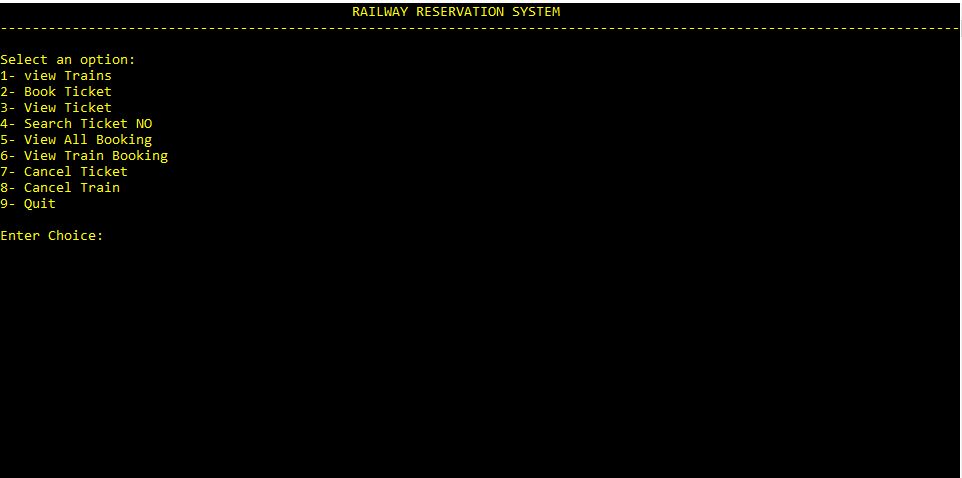 RAILWAY RESERVATION SYSTEM
------------------------------------------------------------------------------------------------------------------------
Select an option:
1- view Trains
2- Book Ticket
3- View Ticket
4- Search Ticket NO
5- View All Booking
6- View Train Booking
7- Cancel Ticket
8- Cancel Train
9- Quit
Enter Choice: